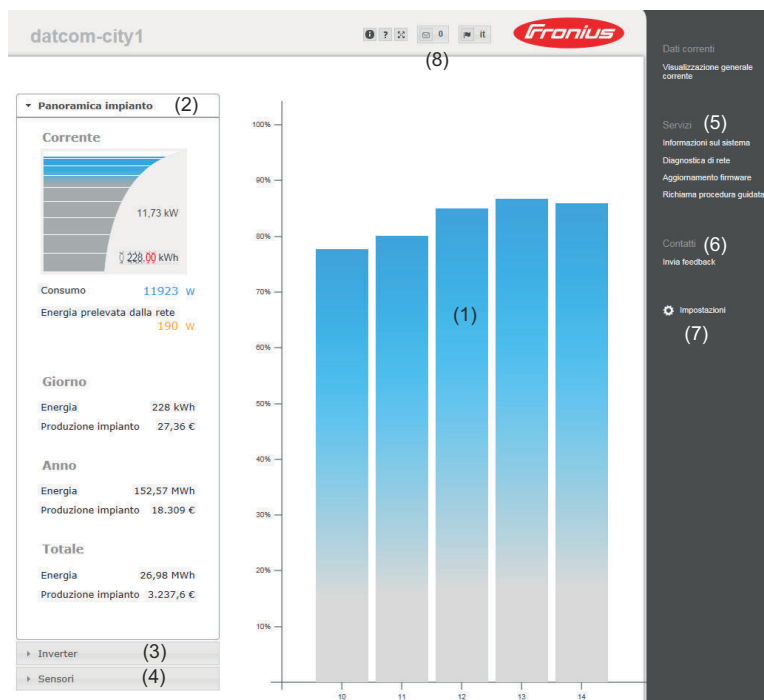 datcom-city1
i ? 0 it
Fronius
(8)
Panoramica impianto (2)
Corrente
11,73 kW
0 228.00 kWh
Consumo 11923 W
Energia prelevata dalla rete
190 W
Giorno
Energia 228 kWh
Produzione impianto 27,36 €
Anno
Energia 152,57 MWh
Produzione impianto 18.309 €
Totale
Energia 26,98 MWh
Produzione impianto 3.237,6 €
Inverter (3)
Sensori (4)
100%
90%
80%
70%
60%
50%
40%
30%
20%
10%
(1)
10 11 12 13 14
Dati correnti
Visualizzazione generale
corrente
Servizi (5)
Informazioni sul sistema
Diagnostica di rete
Aggiornamento firmware
Richiama procedura guidata
Contatti (6)
Invia feedback
Impostazioni
(7)